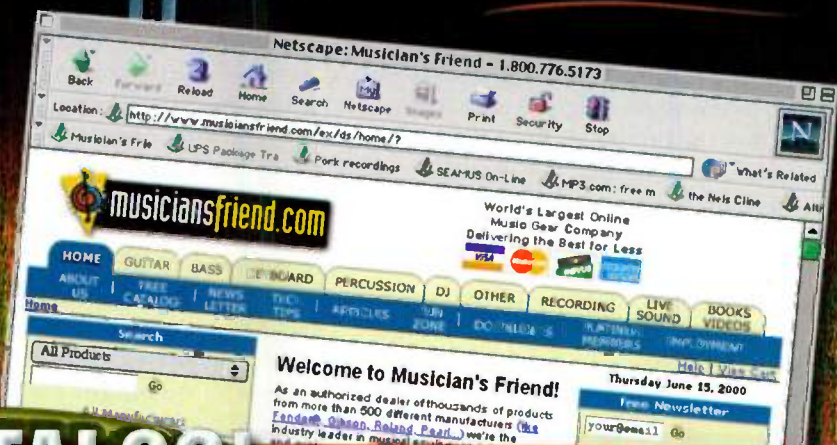 Netscape: Musician's Friend - 1.800.776.5173
Back Forward Reload Home Search Netscape Images Print Security Stop
Location: http://www.musiciansfriend.com/ex/ds/home/?
What's Related
Musician's Frie UPS Package Tra Pork recordings SEAMUS On-Line MP3.com: free m the Nels Cline
musiciansfriend.com
World's Largest Online
Music Gear Company
Delivering the Best for Less
VISA
HOME GUITAR BASS KEYBOARD PERCUSSION DJ OTHER RECORDING LIVE SOUND BOOKS VIDEOS
ABOUT US FREE CATALOG NEWS LETTER TECH TIPS ARTICLES FUN ZONE DOWNLOADS PLATINUM MEMBERS EMPLOYMENT
Home
Help | View Cart
Search
All Products
Go
Welcome to Musician's Friend!
As an authorized dealer of thousands of products
from more than 500 different manufacturers (like
Fender, Gibson, Roland, Pearl...) we're the
industry leader in musical
Thursday June 15, 2000
Free Newsletter
your@email Go